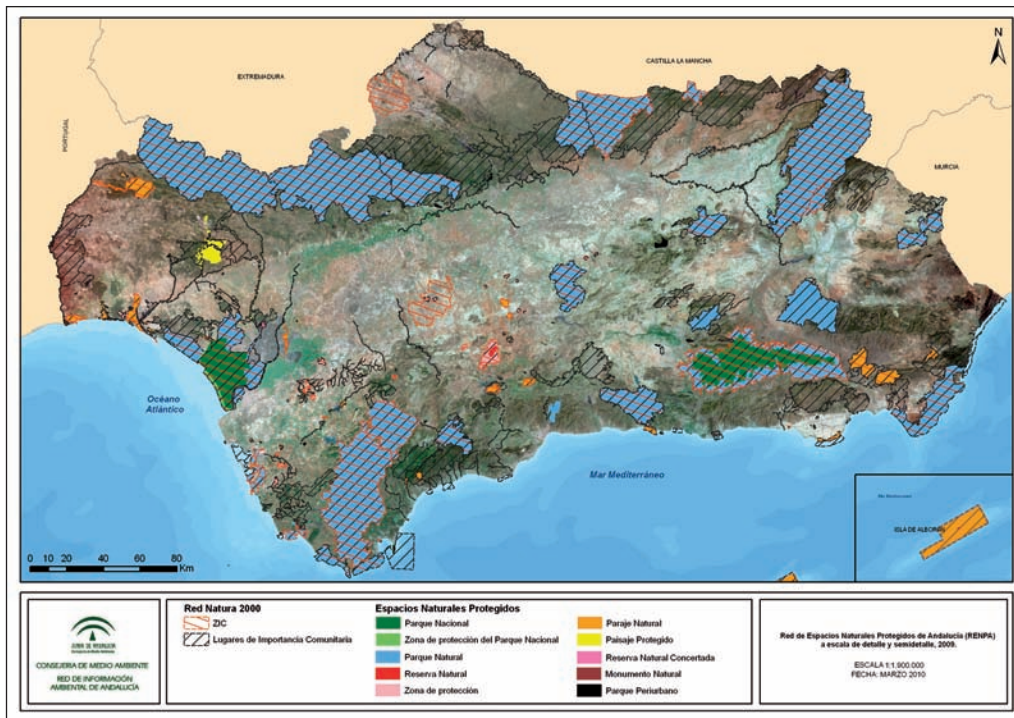 N
EXTREMADURA
CASTILLA LA MANCHA
PORTUGAL
MURCIA
Océano
Atlántico
Mar Mediterráneo
ISLA DE ALBORÁN
0 10 20 40 60 80
Km
JUNTA DE ANDALUCIA
CONSEJERIA DE MEDIO AMBIENTE
RED DE INFORMACIÓN
AMBIENTAL DE ANDALUCÍA
Red Natura 2000
ZIC
Lugares de Importancia Comunitaria
Espacios Naturales Protegidos
Parque Nacional
Zona de protección del Parque Nacional
Parque Natural
Reserva Natural
Zona de protección
Paraje Natural
Paisaje Protegido
Reserva Natural Concertada
Monumento Natural
Parque Periurbano
Red de Espacios Naturales Protegidos de Andalucía (RENPA)
a escala de detalle y semidetalle, 2009.
ESCALA 1:1.900.000
FECHA: MARZO 2010